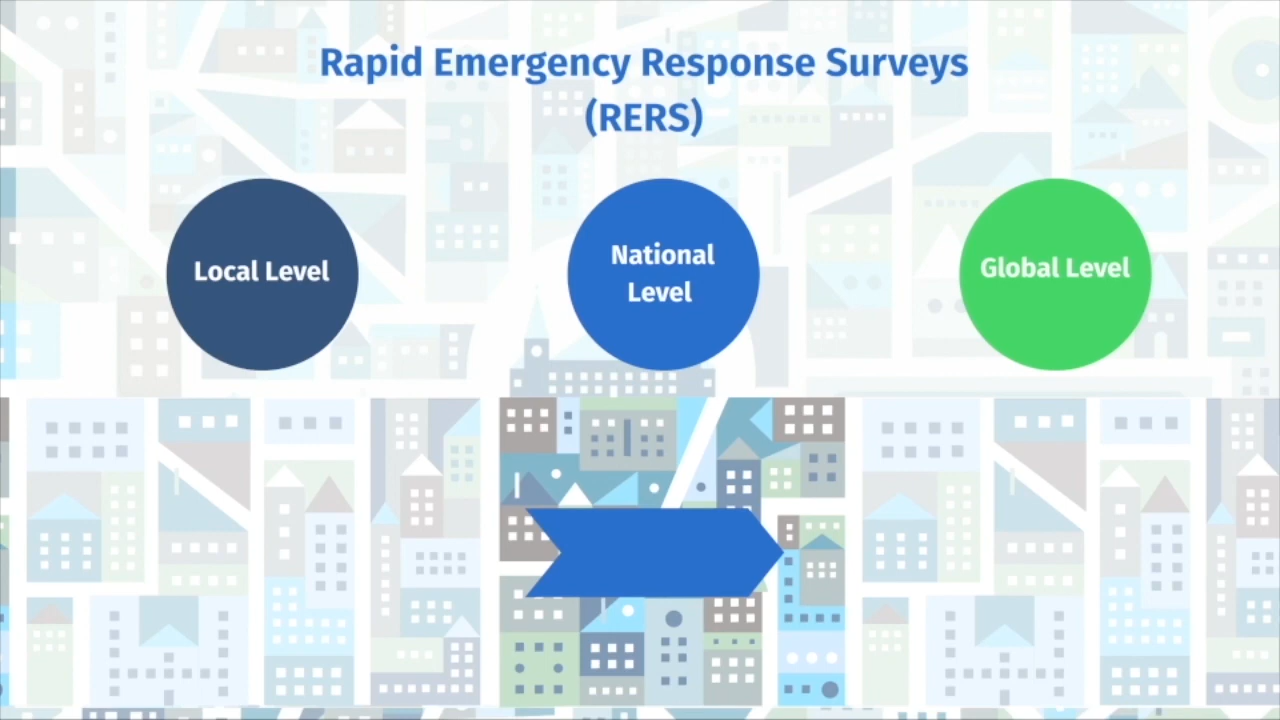 Rapid Emergency Response Surveys
(RERS)
Local Level
National
Level
Global Level